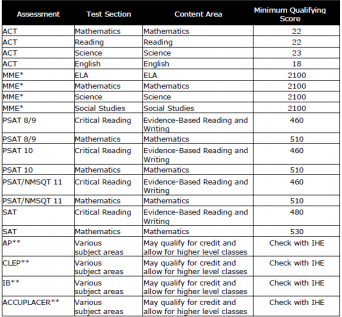 Assessment Test Section Content Area Minimum Qualifying Score
ACT Mathematics Mathematics 22
ACT Reading Reading 22
ACT Science Science 23
ACT English English 18
MME* ELA ELA 2100
MME* Mathematics Mathematics 2100
MME* Science Science 2100
MME* Social Studies Social Studies 2100
PSAT 8/9 Critical Reading Evidence-Based Reading and 460
Writing
PSAT 8/9 Mathematics Mathematics 510
PSAT 10 Critical Reading Evidence-Based Reading and 460
Writing
PSAT 10 Mathematics Mathematics 510
PSAT/NMSQT 11 Critical Reading Evidence-Based Reading and 460
Writing
PSAT/NMSQT 11 Mathematics Mathematics 510
SAT Critical Reading Evidence-Based Reading and 480
Writing
SAT Mathematics Mathematics 530
AP** Various May qualify for credit and Check with IHE
subject areas allow for higher level classes
CLEP** Various May qualify for credit and Check with IHE
subject areas allow for higher level classes
IB** Various May qualify for credit and Check with IHE
subject areas allow for higher level classes
ACCUPLACER** Various May qualify for credit and Check with IHE
subject areas allow for higher level classes